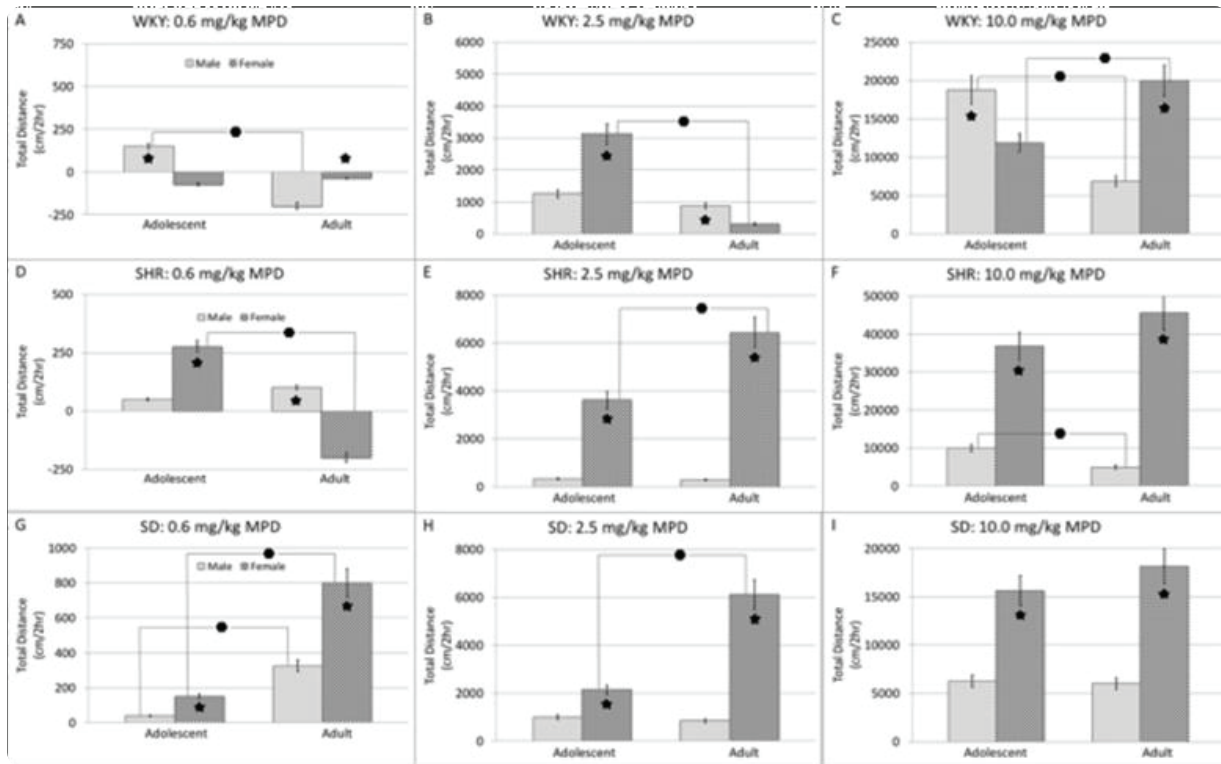 A WKY: 0.6 mg/kg MPD
Total Distance
(cm/2hr)
750
500
250
0
-250
Male Female
Adolescent Adult
B WKY: 2.5 mg/kg MPD
Total Distance
(cm/2hr)
6000
5000
4000
3000
2000
1000
0
Adolescent Adult
C WKY: 10.0 mg/kg MPD
Total Distance
(cm/2hr)
25000
20000
15000
10000
5000
0
Adolescent Adult
D SHR: 0.6 mg/kg MPD
Total Distance
(cm/2hr)
500
250
0
-250
Male Female
Adolescent Adult
E SHR: 2.5 mg/kg MPD
Total Distance
(cm/2hr)
8000
6000
4000
2000
0
Adolescent Adult
F SHR: 10.0 mg/kg MPD
Total Distance
(cm/2hr)
50000
40000
30000
20000
10000
0
Adolescent Adult
G SD: 0.6 mg/kg MPD
Total Distance
(cm/2hr)
1000
800
600
400
200
0
Male Female
Adolescent Adult
H SD: 2.5 mg/kg MPD
Total Distance
(cm/2hr)
8000
6000
4000
2000
0
Adolescent Adult
I SD: 10.0 mg/kg MPD
Total Distance
(cm/2hr)
20000
15000
10000
5000
0
Adolescent Adult